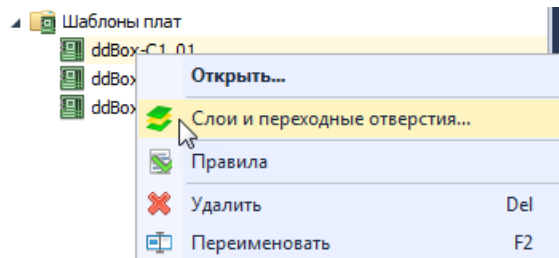 Шаблоны плат
ddBox-C1_01
ddBox
ddBox
Открыть...
Слои и переходные отверстия...
Правила
Удалить Del
Переименовать F2